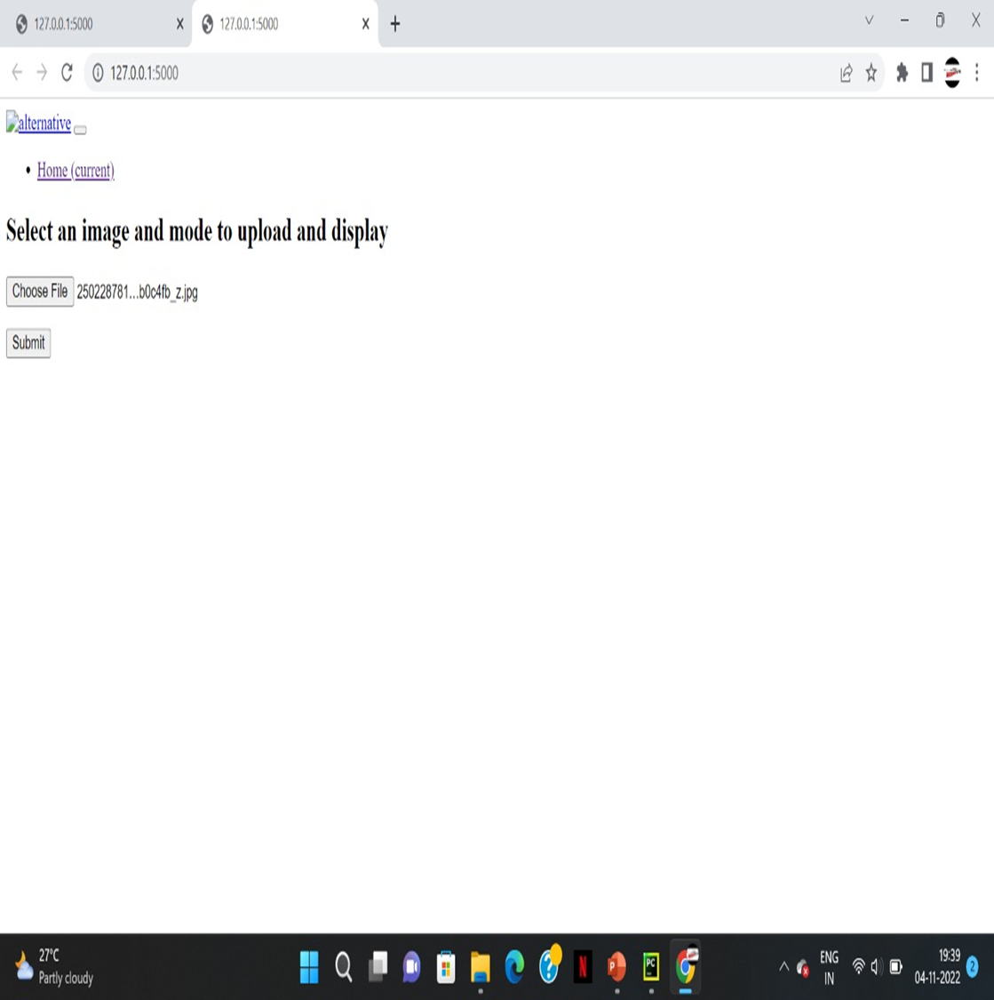 127.0.0.1:5000
127.0.0.1:5000
127.0.0.1:5000
alternative
Home (current)
Select an image and mode to upload and display
Choose File 250228781...b0c4fb_z.jpg
Submit
27°C
Partly cloudy
N
P
PC
ENG
IN
19:39
04-11-2022
2